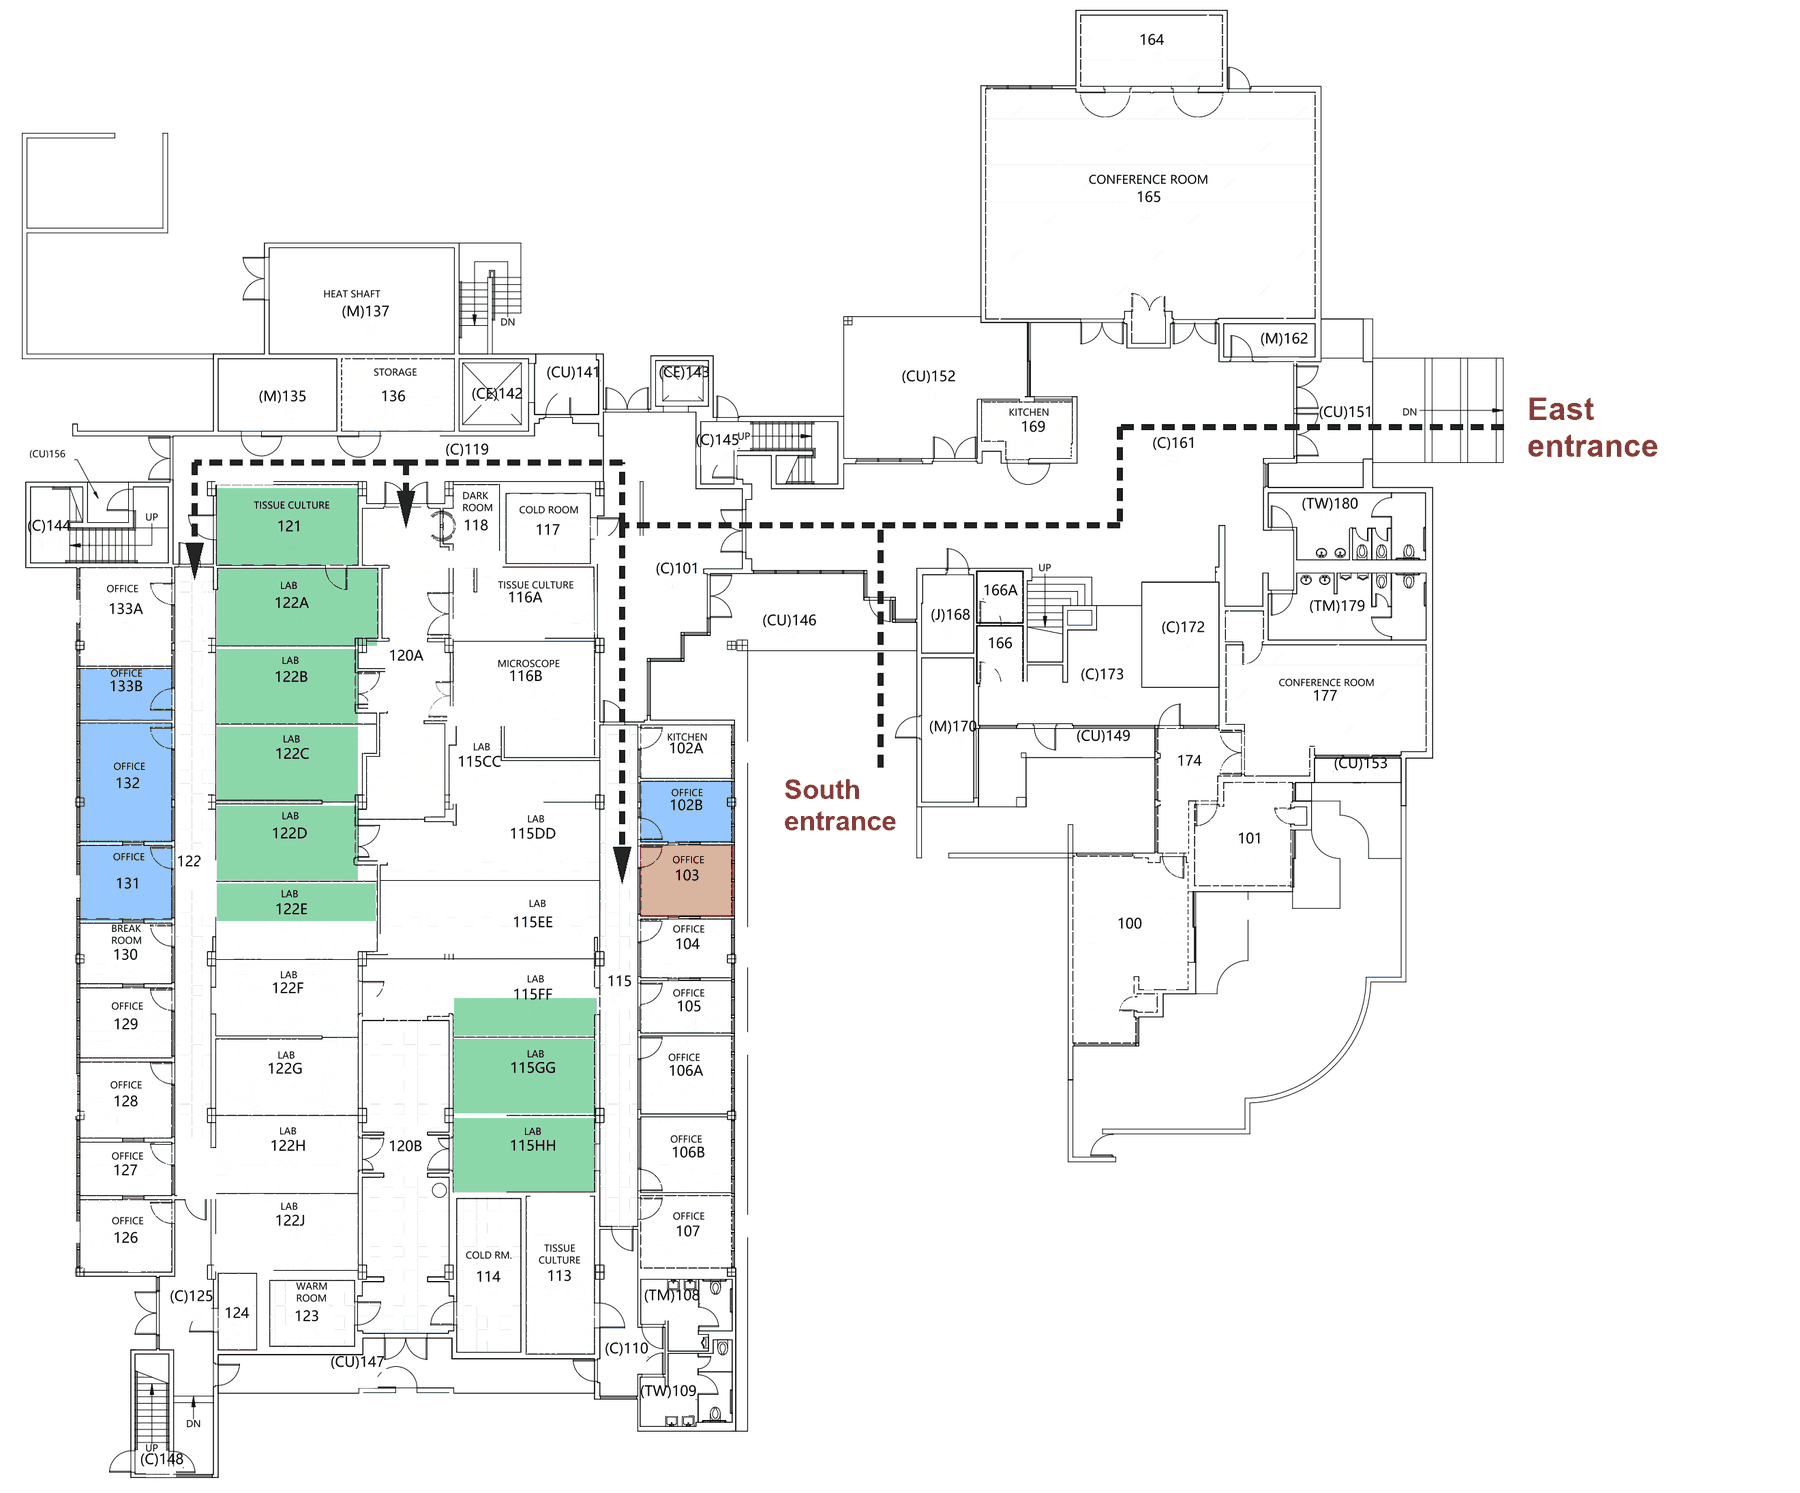 164
CONFERENCE ROOM
165
HEAT SHAFT
(M)137
DN
(M)162
(M)135
STORAGE
136
(CE)142
(CU)141
(CE)143
(CU)152
KITCHEN
169
(CU)151
DN
East
entrance
(C)161
(C)145
UP
(C)119
(CU)156
(C)144
UP
TISSUE CULTURE
121
DARK
ROOM
118
COLD ROOM
117
(TW)180
(C)101
OFFICE
133A
LAB
122A
TISSUE CULTURE
116A
(CU)146
(J)168
166A
166
UP
(C)172
(TM)179
120A
OFFICE
133B
LAB
122B
MICROSCOPE
116B
(C)173
CONFERENCE ROOM
177
(M)170
(CU)149
174
(CU)153
OFFICE
132
LAB
122C
LAB
115CC
KITCHEN
102A
South
entrance
OFFICE
102B
LAB
122D
LAB
115DD
101
OFFICE
131
122
OFFICE
103
LAB
122E
LAB
115EE
100
BREAK
ROOM
130
OFFICE
104
LAB
122F
LAB
115FF
115
OFFICE
105
OFFICE
129
LAB
122G
LAB
115GG
OFFICE
106A
OFFICE
128
LAB
122H
120B
LAB
115HH
OFFICE
106B
OFFICE
127
OFFICE
126
LAB
122J
OFFICE
107
COLD RM.
114
TISSUE
CULTURE
113
(C)125
124
WARM
ROOM
123
(TM)108
(CU)147
(C)110
(TW)109
DN
UP
(C)148